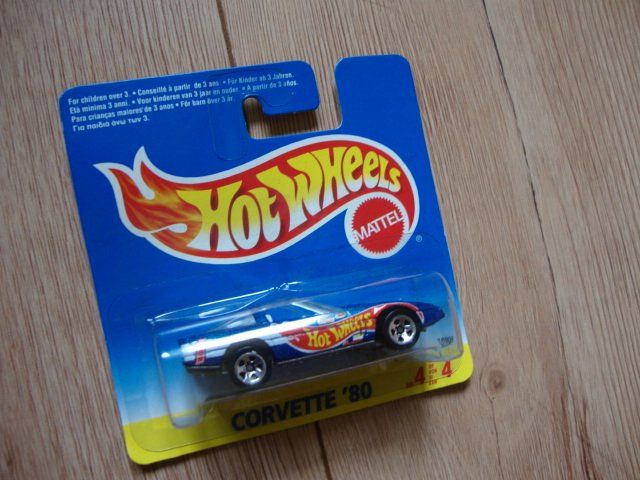 For children over 3. • Conseillé à partir de 3 ans. • Für Kinder ab 3 Jahren.
Età minima 3 anni. • Voor kinderen van 3 jaar en ouder. • A partir de 3 años.
Para crianças maiores de 3 anos • För barn över 3 år.
Για παιδιά άνω των 3.
HOT WHEELS
MATTEL
®
HOT WHEELS
4 4
CORVETTE '80